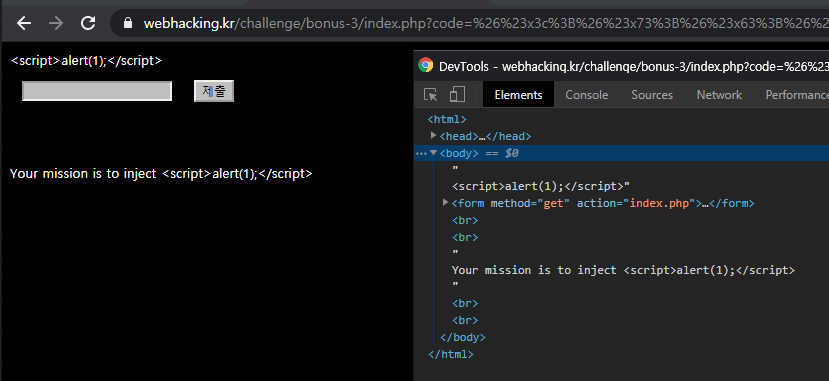 webhacking.kr/challenge/bonus-3/index.php?code=%26%23x3c%3B%26%23x73%3B%26%23x63%3B%26%2
<script>alert(1);</script>
제출
Your mission is to inject <script>alert(1);</script>
DevTools - webhacking.kr/challenge/bonus-3/index.php?code=%26%23
Elements Console Sources Network Performance
<html>
<head>…</head>
<body> == $0
"
<script>alert(1);</script>"
<form method="get" action="index.php">…</form>
<br>
<br>
"
Your mission is to inject <script>alert(1);</script>
"
<br>
<br>
</body>
</html>